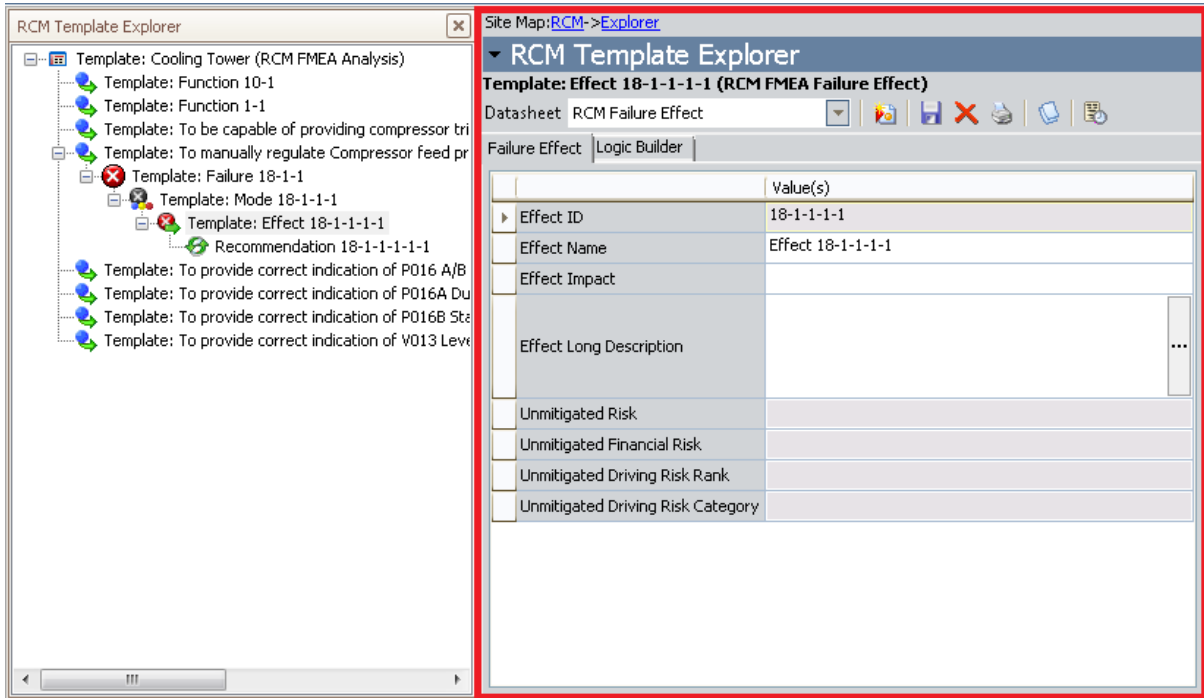 RCM Template Explorer
Template: Cooling Tower (RCM FMEA Analysis)
Template: Function 10-1
Template: Function 1-1
Template: To be capable of providing compressor tri
Template: To manually regulate Compressor feed pr
Template: Failure 18-1-1
Template: Mode 18-1-1-1
Template: Effect 18-1-1-1-1
Recommendation 18-1-1-1-1-1
Template: To provide correct indication of P016 A/B
Template: To provide correct indication of P016A Du
Template: To provide correct indication of P016B Sta
Template: To provide correct indication of V013 Leve
Site Map:RCM->Explorer
RCM Template Explorer
Template: Effect 18-1-1-1-1 (RCM FMEA Failure Effect)
Datasheet RCM Failure Effect
Failure Effect Logic Builder
Value(s)
Effect ID 18-1-1-1-1
Effect Name Effect 18-1-1-1-1
Effect Impact
Effect Long Description ...
Unmitigated Risk
Unmitigated Financial Risk
Unmitigated Driving Risk Rank
Unmitigated Driving Risk Category